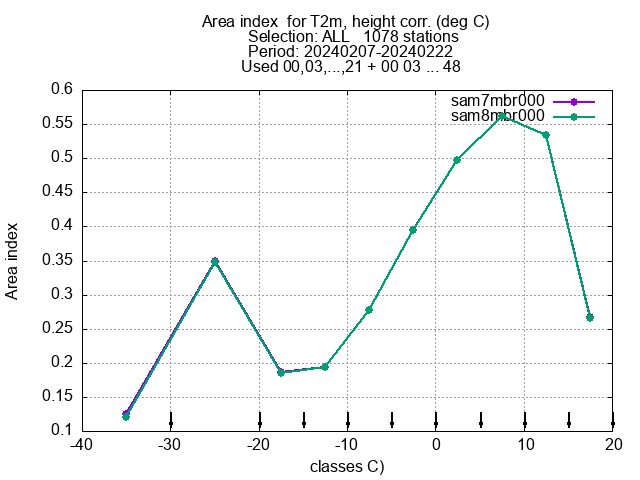 Area index  for T2m, height corr. (deg C)
Selection: ALL   1078 stations
Period: 20240207-20240222
Used 00,03,...,21 + 00 03 ... 48
sam7mbr000
sam8mbr000
0.6
0.55
0.5
0.45
0.4
0.35
0.3
0.25
0.2
0.15
0.1
Area index
-40 -30 -20 -10 0 10 20
classes C)